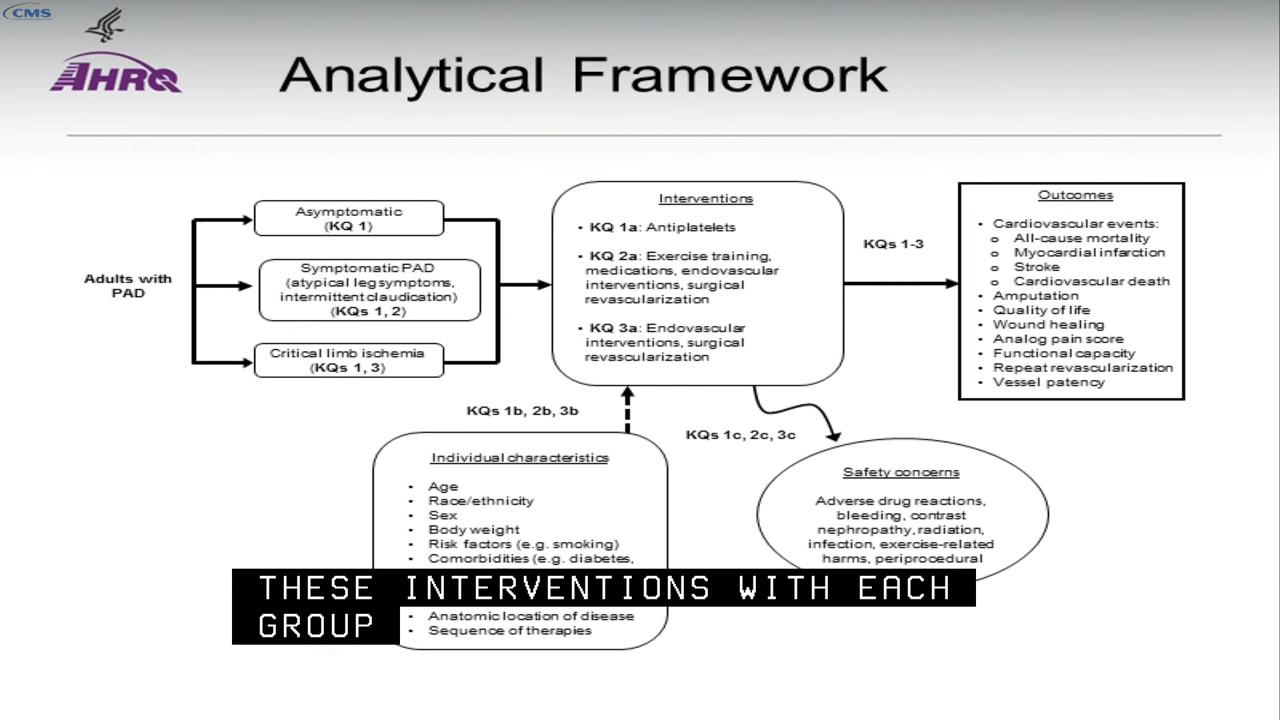 CMS
AHRQ
Analytical Framework
Adults with
PAD
Asymptomatic
(KQ 1)
Symptomatic PAD
(atypical leg symptoms,
intermittent claudication)
(KQs 1, 2)
Critical limb ischemia
(KQs 1, 3)
Interventions
• KQ 1a: Antiplatelets
• KQ 2a: Exercise training,
medications, endovascular
interventions, surgical
revascularization
• KQ 3a: Endovascular
interventions, surgical
revascularization
KQs 1-3
Outcomes
• Cardiovascular events:
o All-cause mortality
o Myocardial infarction
o Stroke
o Cardiovascular death
• Amputation
• Quality of life
• Wound healing
• Analog pain score
• Functional capacity
• Repeat revascularization
• Vessel patency
KQs 1b, 2b, 3b
KQs 1c, 2c, 3c
Individual characteristics
• Age
• Race/ethnicity
• Sex
• Body weight
• Risk factors (e.g. smoking)
• Comorbidities (e.g. diabetes,
• Anatomic location of disease
• Sequence of therapies
Safety concerns
Adverse drug reactions,
bleeding, contrast
nephropathy, radiation,
infection, exercise-related
harms, periprocedural
THESE INTERVENTIONS WITH EACH
GROUP